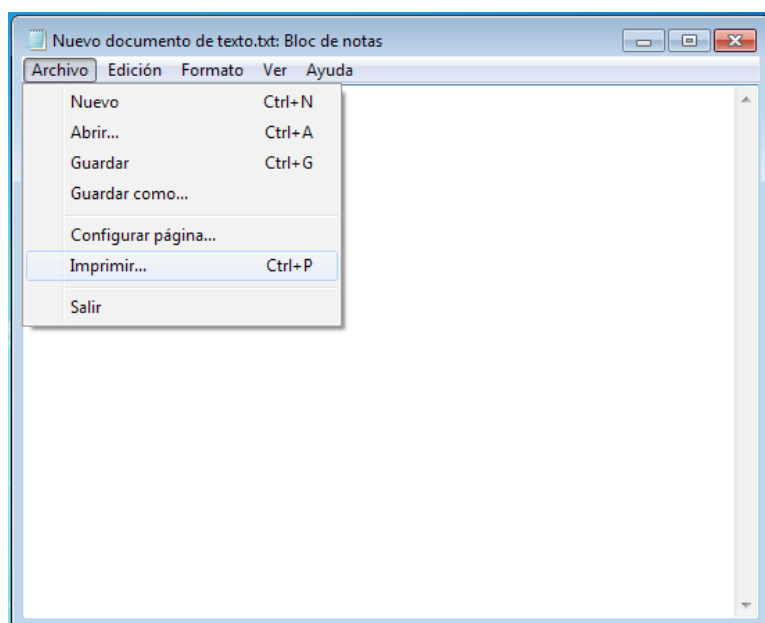 Nuevo documento de texto.txt: Bloc de notas
Archivo Edición Formato Ver Ayuda
Nuevo Ctrl+N
Abrir... Ctrl+A
Guardar Ctrl+G
Guardar como...
Configurar página...
Imprimir... Ctrl+P
Salir